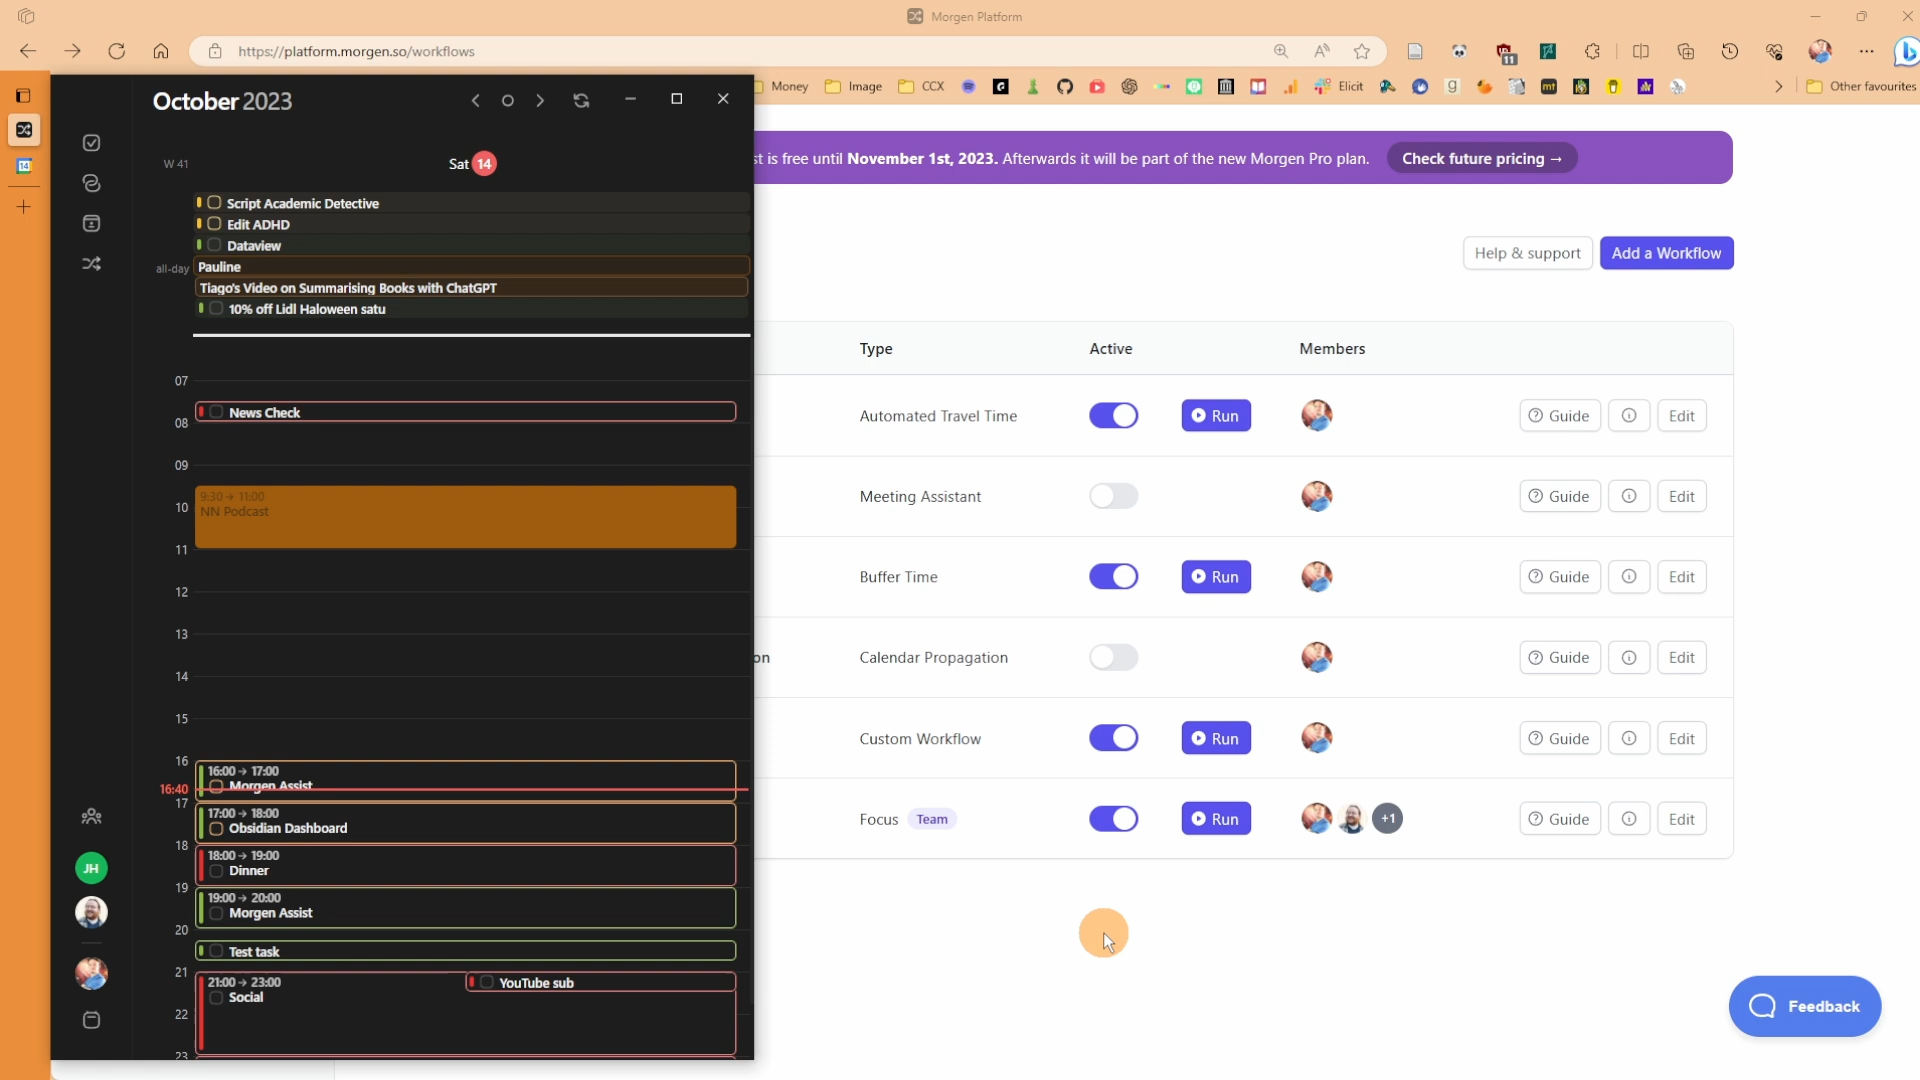 Morgen Platform
https://platform.morgen.so/workflows
11
Money
Image
CCX
Elicit
Other favourites
October 2023
W 41
Sat 14
Script Academic Detective
Edit ADHD
Dataview
all-day
Pauline
Tiago's Video on Summarising Books with ChatGPT
10% off Lidl Haloween satu
07
News Check
08
09
9:30 → 11:00
10
NN Podcast
11
12
13
14
15
16
16:00 → 17:00
Morgen Assist
16:40
17
17:00 → 18:00
Obsidian Dashboard
18
18:00 → 19:00
Dinner
19
19:00 → 20:00
Morgen Assist
20
Test task
21
21:00 → 23:00
YouTube sub
Social
22
23
JH
st is free until November 1st, 2023. Afterwards it will be part of the new Morgen Pro plan.
Check future pricing →
Help & support
Add a Workflow
Type
Active
Members
Automated Travel Time
Run
Guide
Edit
Meeting Assistant
Guide
Edit
Buffer Time
Run
Guide
Edit
on
Calendar Propagation
Guide
Edit
Custom Workflow
Run
Guide
Edit
Focus
Team
Run
+1
Guide
Edit
Feedback